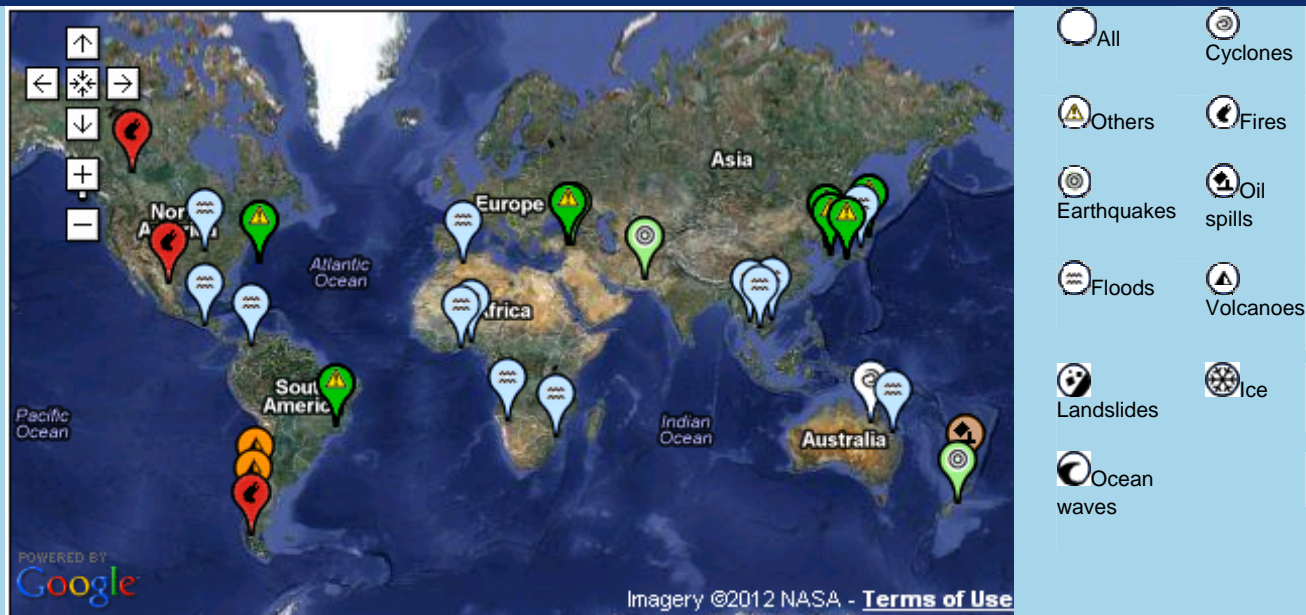 Asia
Europe
North
America
Atlantic
Ocean
Africa
South
America
Pacific
Ocean
Indian
Ocean
Australia
POWERED BY
Google
Imagery ©2012 NASA - Terms of Use
All
Cyclones
Others
Fires
Earthquakes
Oil
spills
Floods
Volcanoes
Landslides
Ice
Ocean
waves